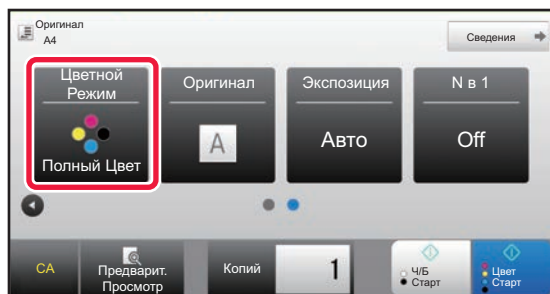 Оригинал
A4
Сведения
Цветной
Режим
Полный Цвет
Оригинал
A
Экспозиция
Авто
N в 1
Off
CA
Предварит.
Просмотр
Копий
1
Ч/Б
Старт
Цвет
Старт